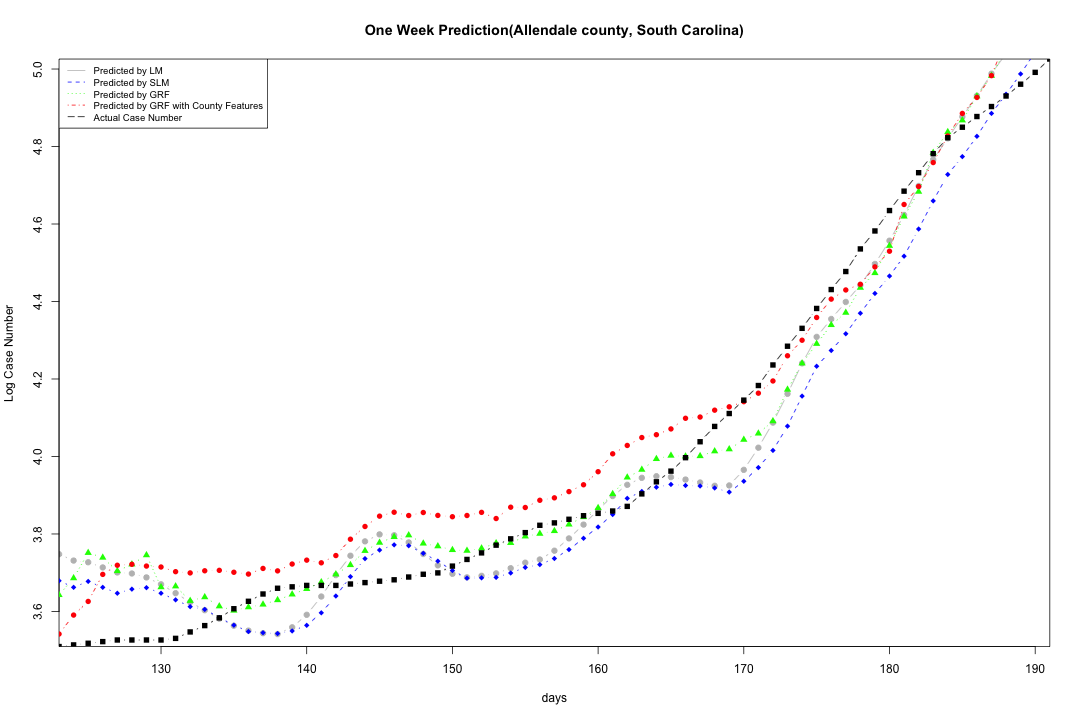 One Week Prediction(Allendale county, South Carolina)
Predicted by LM
Predicted by SLM
Predicted by GRF
Predicted by GRF with County Features
Actual Case Number
5.0
4.8
4.6
4.4
4.2
4.0
3.8
3.6
Log Case Number
130 140 150 160 170 180 190
days